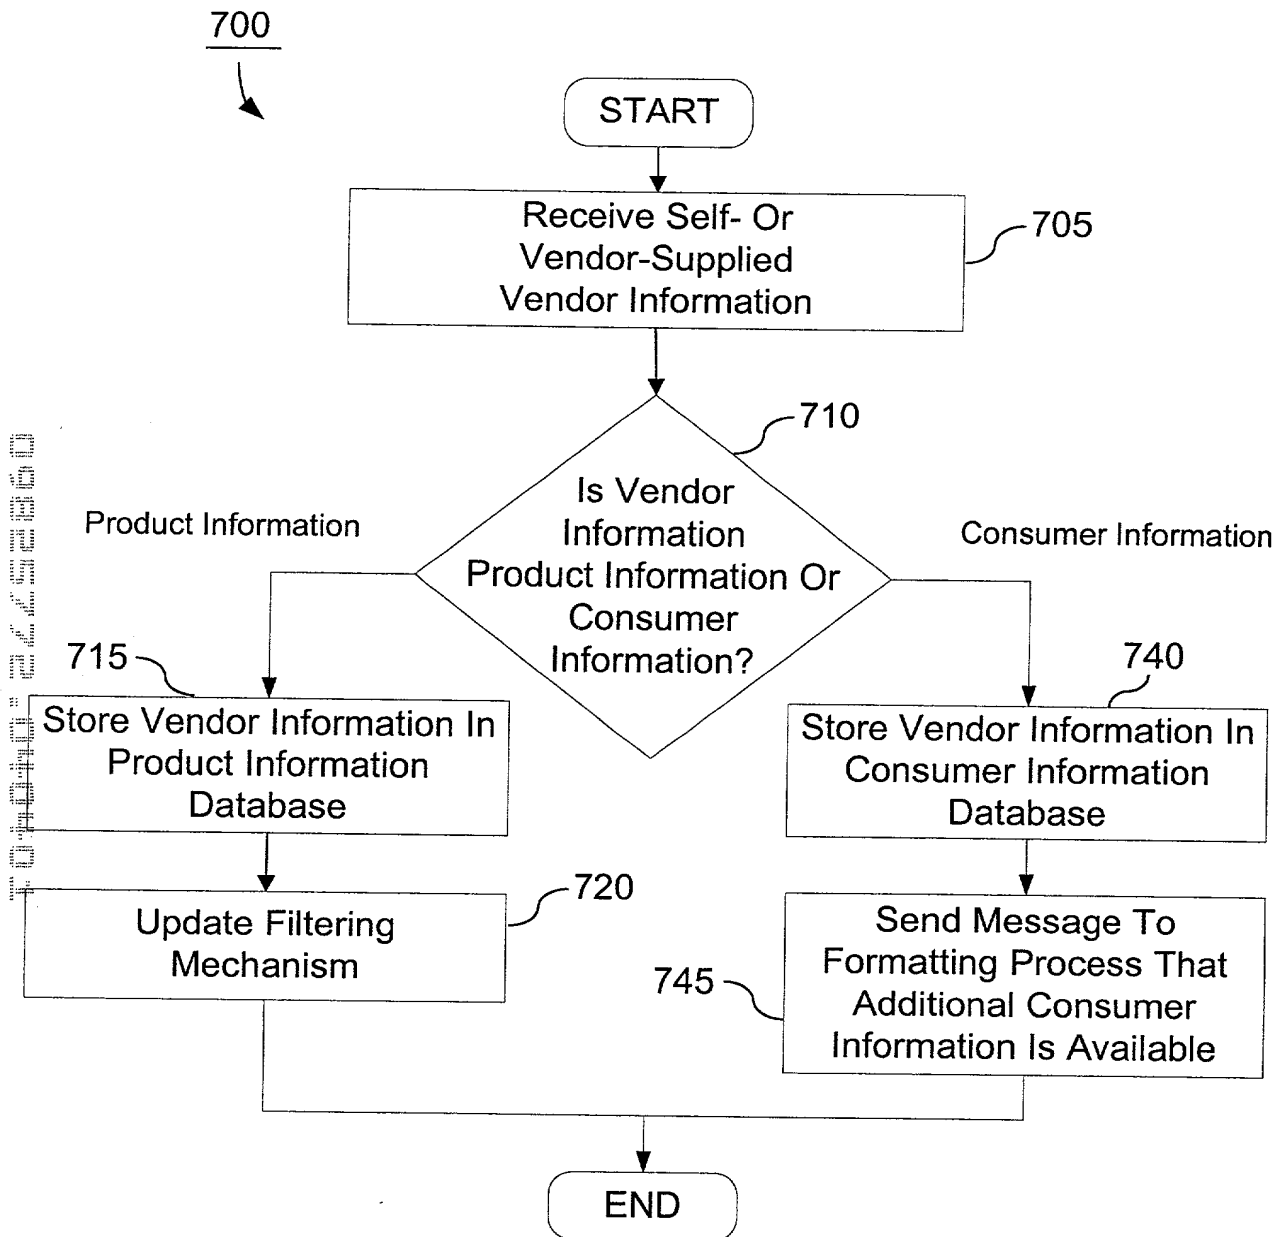 700
START
Receive Self- Or
Vendor-Supplied
Vendor Information
705
710
Is Vendor
Information
Product Information Or
Consumer
Information?
Product Information
Consumer Information
715
Store Vendor Information In
Product Information
Database
740
Store Vendor Information In
Consumer Information
Database
720
Update Filtering
Mechanism
745
Send Message To
Formatting Process That
Additional Consumer
Information Is Available
END